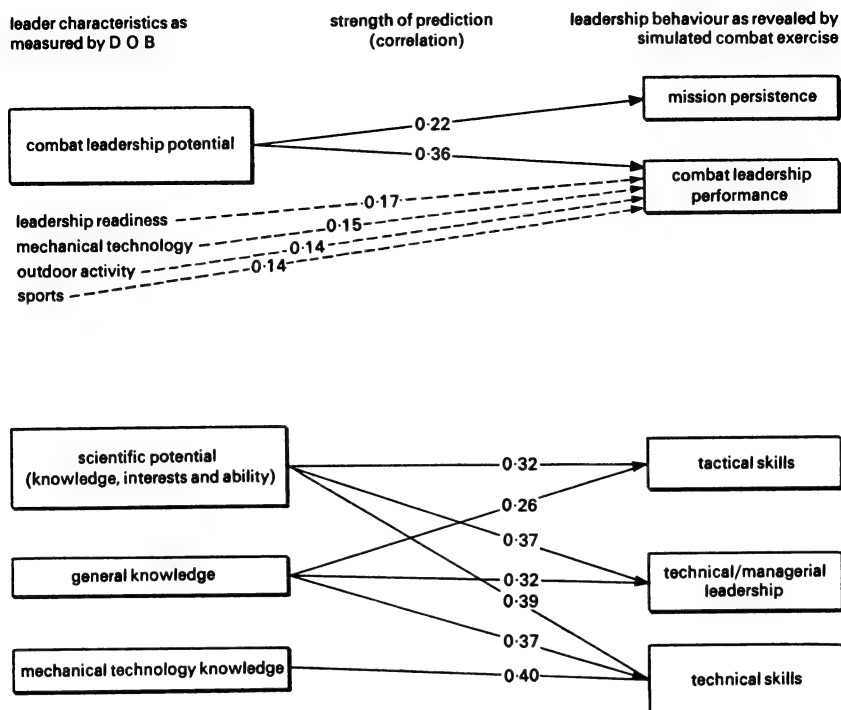 leader characteristics as
measured by D O B
strength of prediction
(correlation)
leadership behaviour as revealed by
simulated combat exercise
combat leadership potential
0·22
0·36
mission persistence
combat leadership
performance
leadership readiness
0·17
mechanical technology
0·15
outdoor activity
0·14
sports
0·14
scientific potential
(knowledge, interests and ability)
0·32
tactical skills
0·26
0·37
general knowledge
0·32
technical/managerial
leadership
0·39
0·37
mechanical technology knowledge
0·40
technical skills